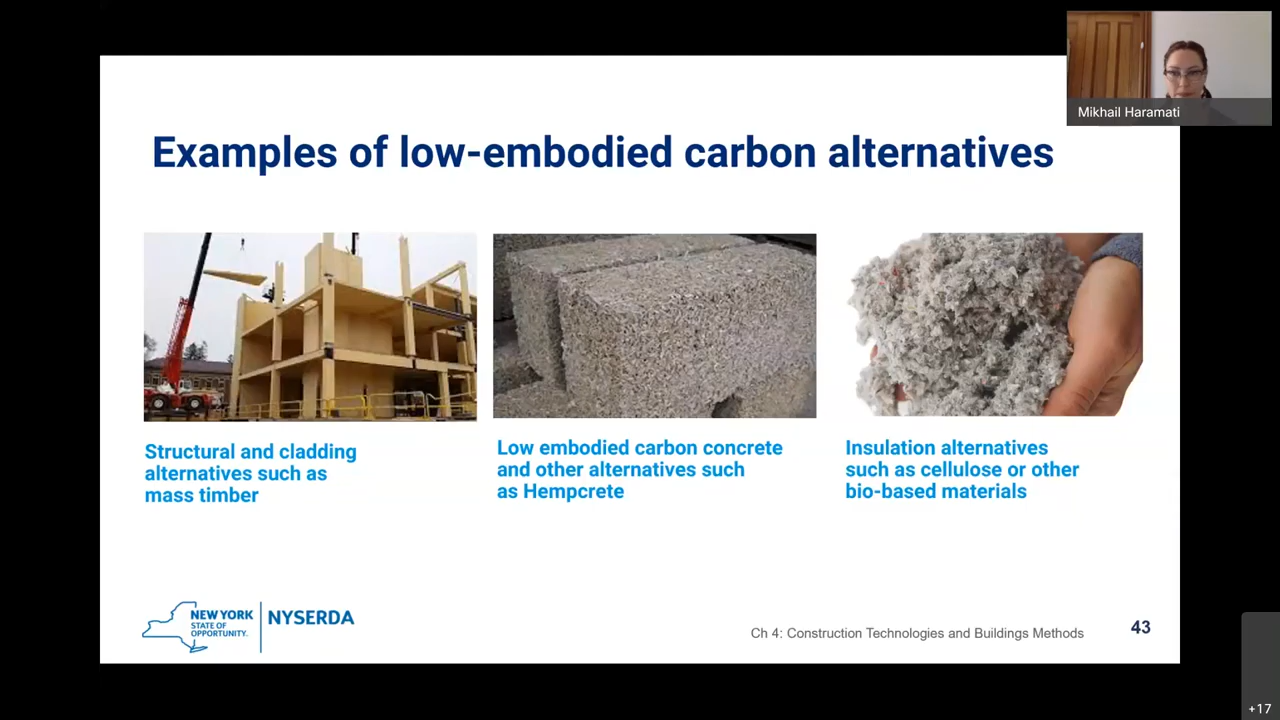 Mikhail Haramati
Examples of low-embodied carbon alternatives
Structural and cladding
alternatives such as
mass timber
Low embodied carbon concrete
and other alternatives such
as Hempcrete
Insulation alternatives
such as cellulose or other
bio-based materials
NEW YORK
STATE OF
OPPORTUNITY.
NYSERDA
Ch 4: Construction Technologies and Buildings Methods
43
+17